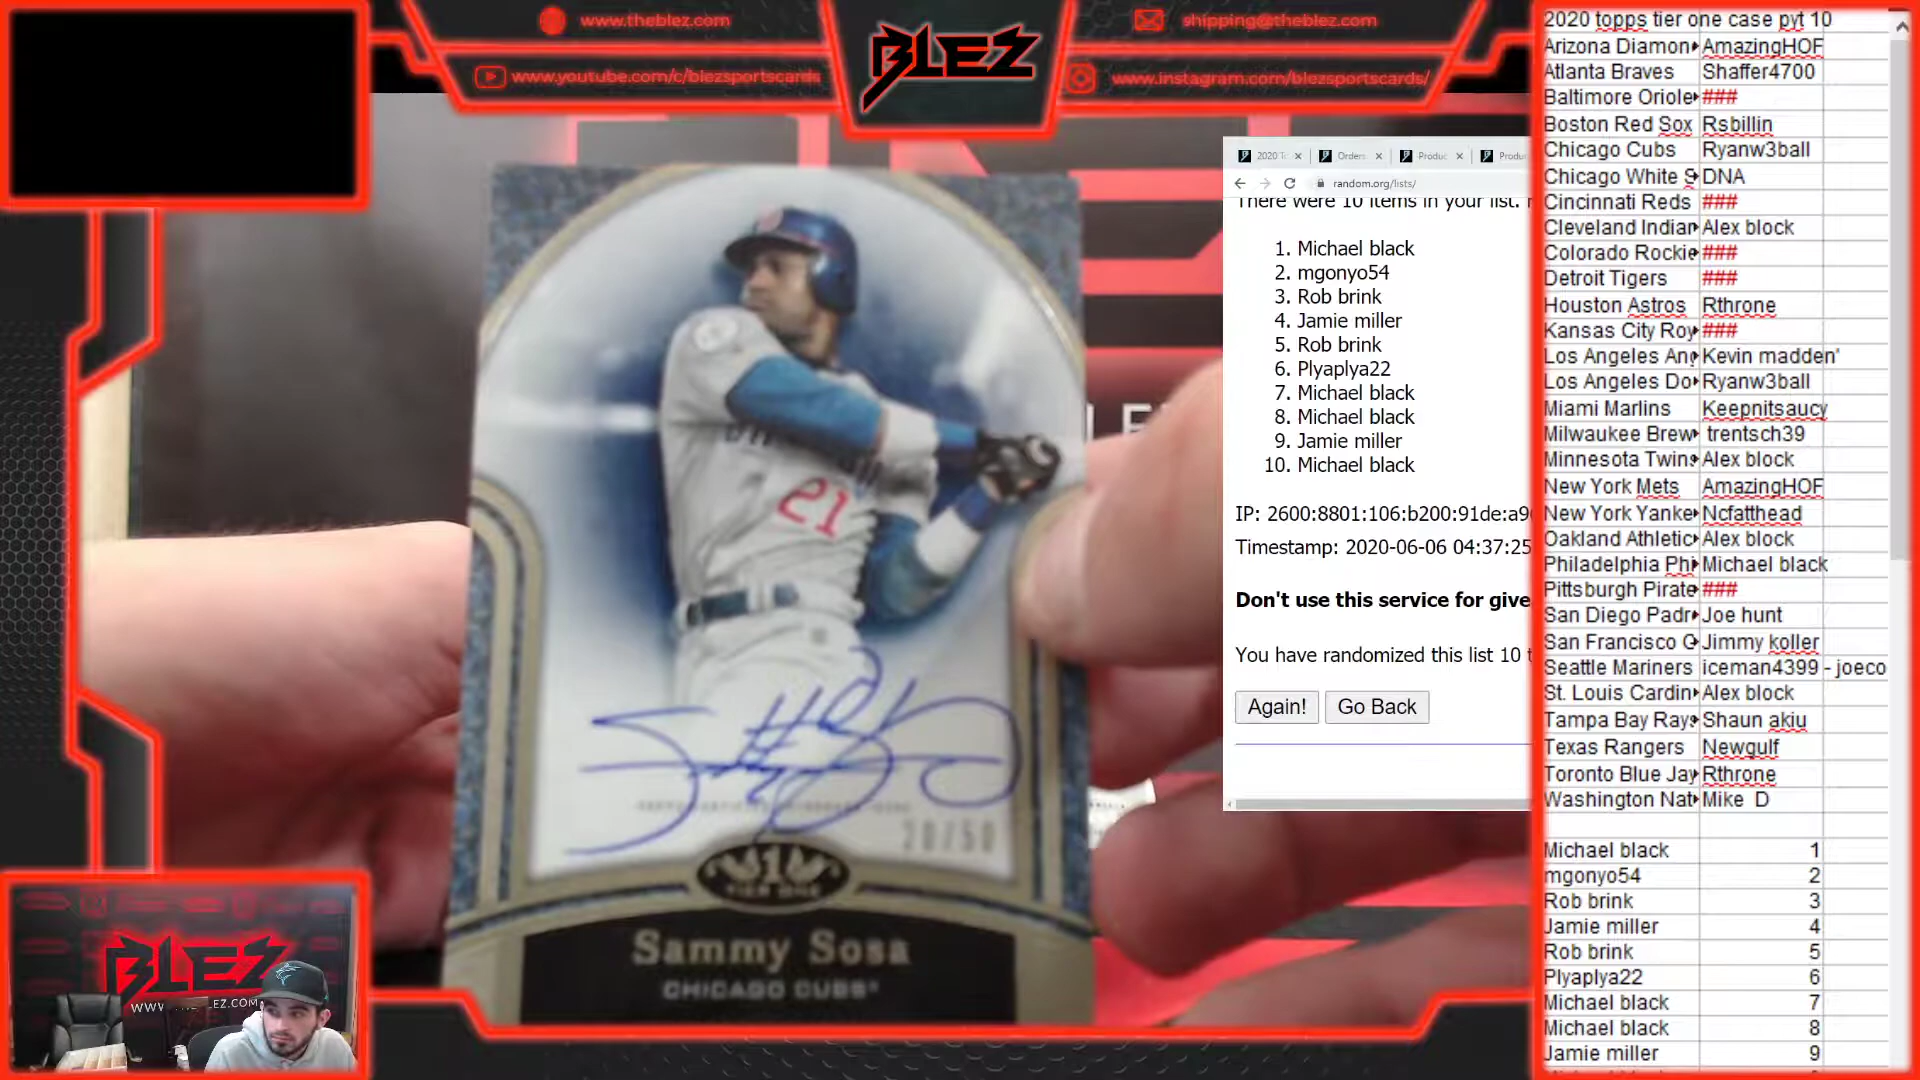 www.theblez.com
www.youtube.com/c/blezsportscards
BLEZ
shipping@theblez.com
www.instagram.com/blezsportscards/
21
20/50
TIER ONE
Sammy Sosa
CHICAGO CUBS
BLEZ
EZ.COM
Orders
random.org/lists/
There were 10 items in your list.
1. Michael black
2. mgonyo54
3. Rob brink
4. Jamie miller
5. Rob brink
6. Plyaplya22
7. Michael black
8. Michael black
9. Jamie miller
10. Michael black
IP: 2600:8801:106:b200:91de:a9
Timestamp: 2020-06-06 04:37:25
Don't use this service for give
You have randomized this list 10 t
Again! Go Back
2020 topps tier one case pyt 10
Arizona Diamon AmazingHOF
Atlanta Braves Shaffer4700
Baltimore Oriole ###
Boston Red Sox Rsbillin
Chicago Cubs Ryanw3ball
Chicago White S DNA
Cincinnati Reds ###
Cleveland Indian Alex block
Colorado Rockie ###
Detroit Tigers ###
Houston Astros Rthrone
Kansas City Roy ###
Los Angeles Ang Kevin madden'
Los Angeles Do Ryanw3ball
Miami Marlins Keepnitsaucy
Milwaukee Brew trentsch39
Minnesota Twins Alex block
New York Mets AmazingHOF
New York Yanke Ncfatthead
Oakland Athletic Alex block
Philadelphia Phi Michael black
Pittsburgh Pirate ###
San Diego Padr Joe hunt
San Francisco G Jimmy koller
Seattle Mariners iceman4399 - joeco
St. Louis Cardin Alex block
Tampa Bay Rays Shaun akiu
Texas Rangers Newgulf
Toronto Blue Jay Rthrone
Washington Nat Mike D
Michael black 1
mgonyo54 2
Rob brink 3
Jamie miller 4
Rob brink 5
Plyaplya22 6
Michael black 7
Michael black 8
Jamie miller 9